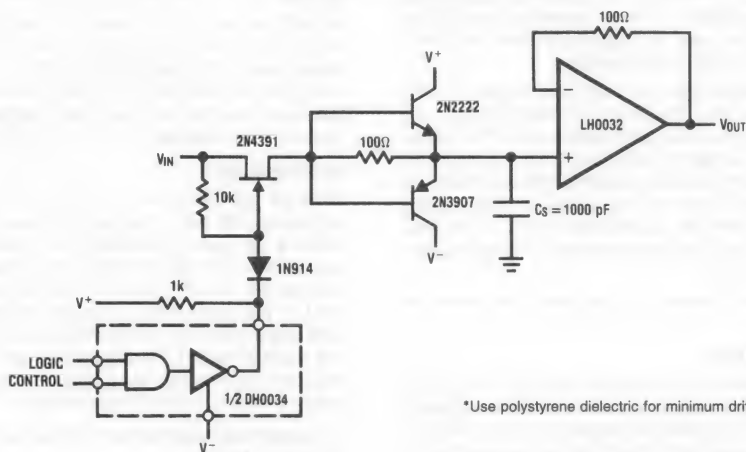 100Ω
V+
2N2222
LH0032
VOUT
2N4391
100Ω
VIN
10k
2N3907
CS = 1000 pF
V−
1N914
1k
V+
LOGIC
CONTROL
1/2 DH0034
V−
*Use polystyrene dielectric for minimum